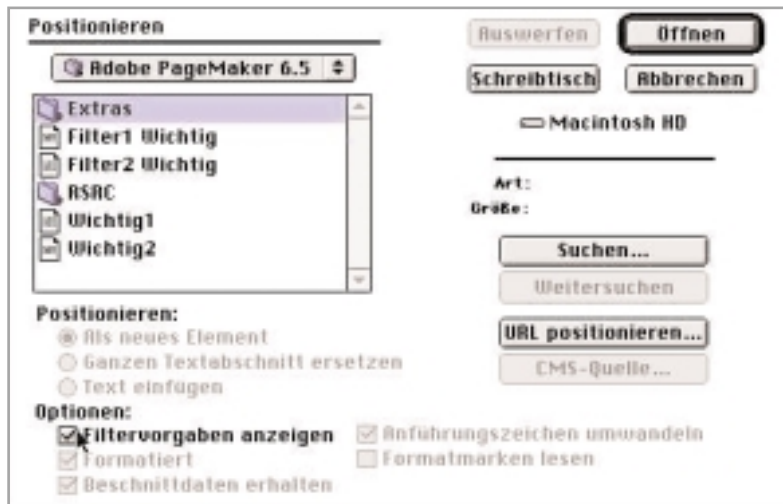 Positionieren
Adobe PageMaker 6.5
Extras
Filter1 Wichtig
Filter2 Wichtig
RSRC
Wichtig1
Wichtig2
Auswerfen
Öffnen
Schreibtisch
Abbrechen
Macintosh HD
Art:
Größe:
Suchen...
Weitersuchen
URL positionieren...
CMS-Quelle...
Positionieren:
Als neues Element
Ganzen Textabschnitt ersetzen
Text einfügen
Optionen:
Filtervorgaben anzeigen
Anführungszeichen umwandeln
Formatiert
Formatmarken lesen
Beschnittdaten erhalten